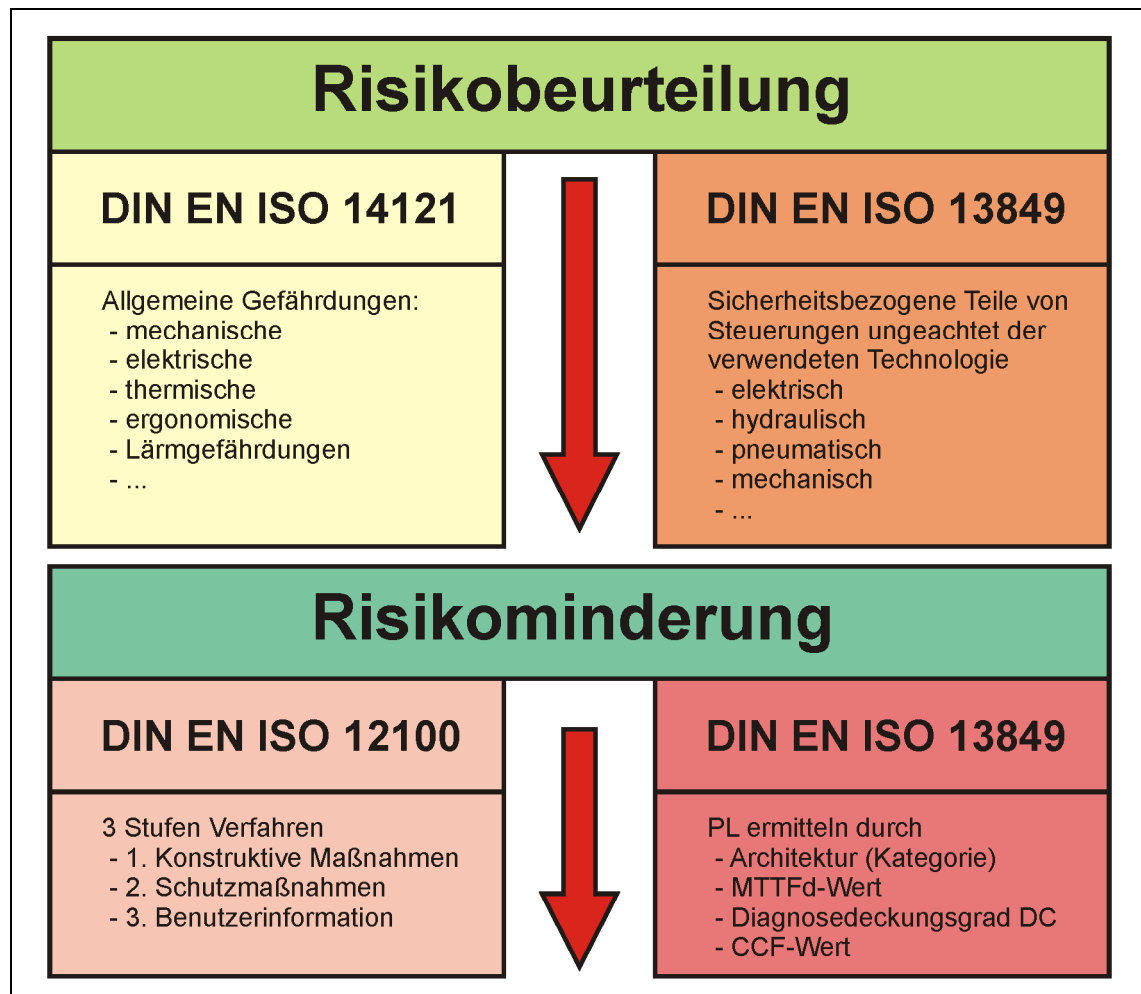 Risikobeurteilung
DIN EN ISO 14121
Allgemeine Gefährdungen:
- mechanische
- elektrische
- thermische
- ergonomische
- Lärmgefährdungen
- ...
DIN EN ISO 13849
Sicherheitsbezogene Teile von
Steuerungen ungeachtet der
verwendeten Technologie
- elektrisch
- hydraulisch
- pneumatisch
- mechanisch
- ...
Risikominderung
DIN EN ISO 12100
3 Stufen Verfahren
- 1. Konstruktive Maßnahmen
- 2. Schutzmaßnahmen
- 3. Benutzerinformation
DIN EN ISO 13849
PL ermitteln durch
- Architektur (Kategorie)
- MTTFd-Wert
- Diagnosedeckungsgrad DC
- CCF-Wert